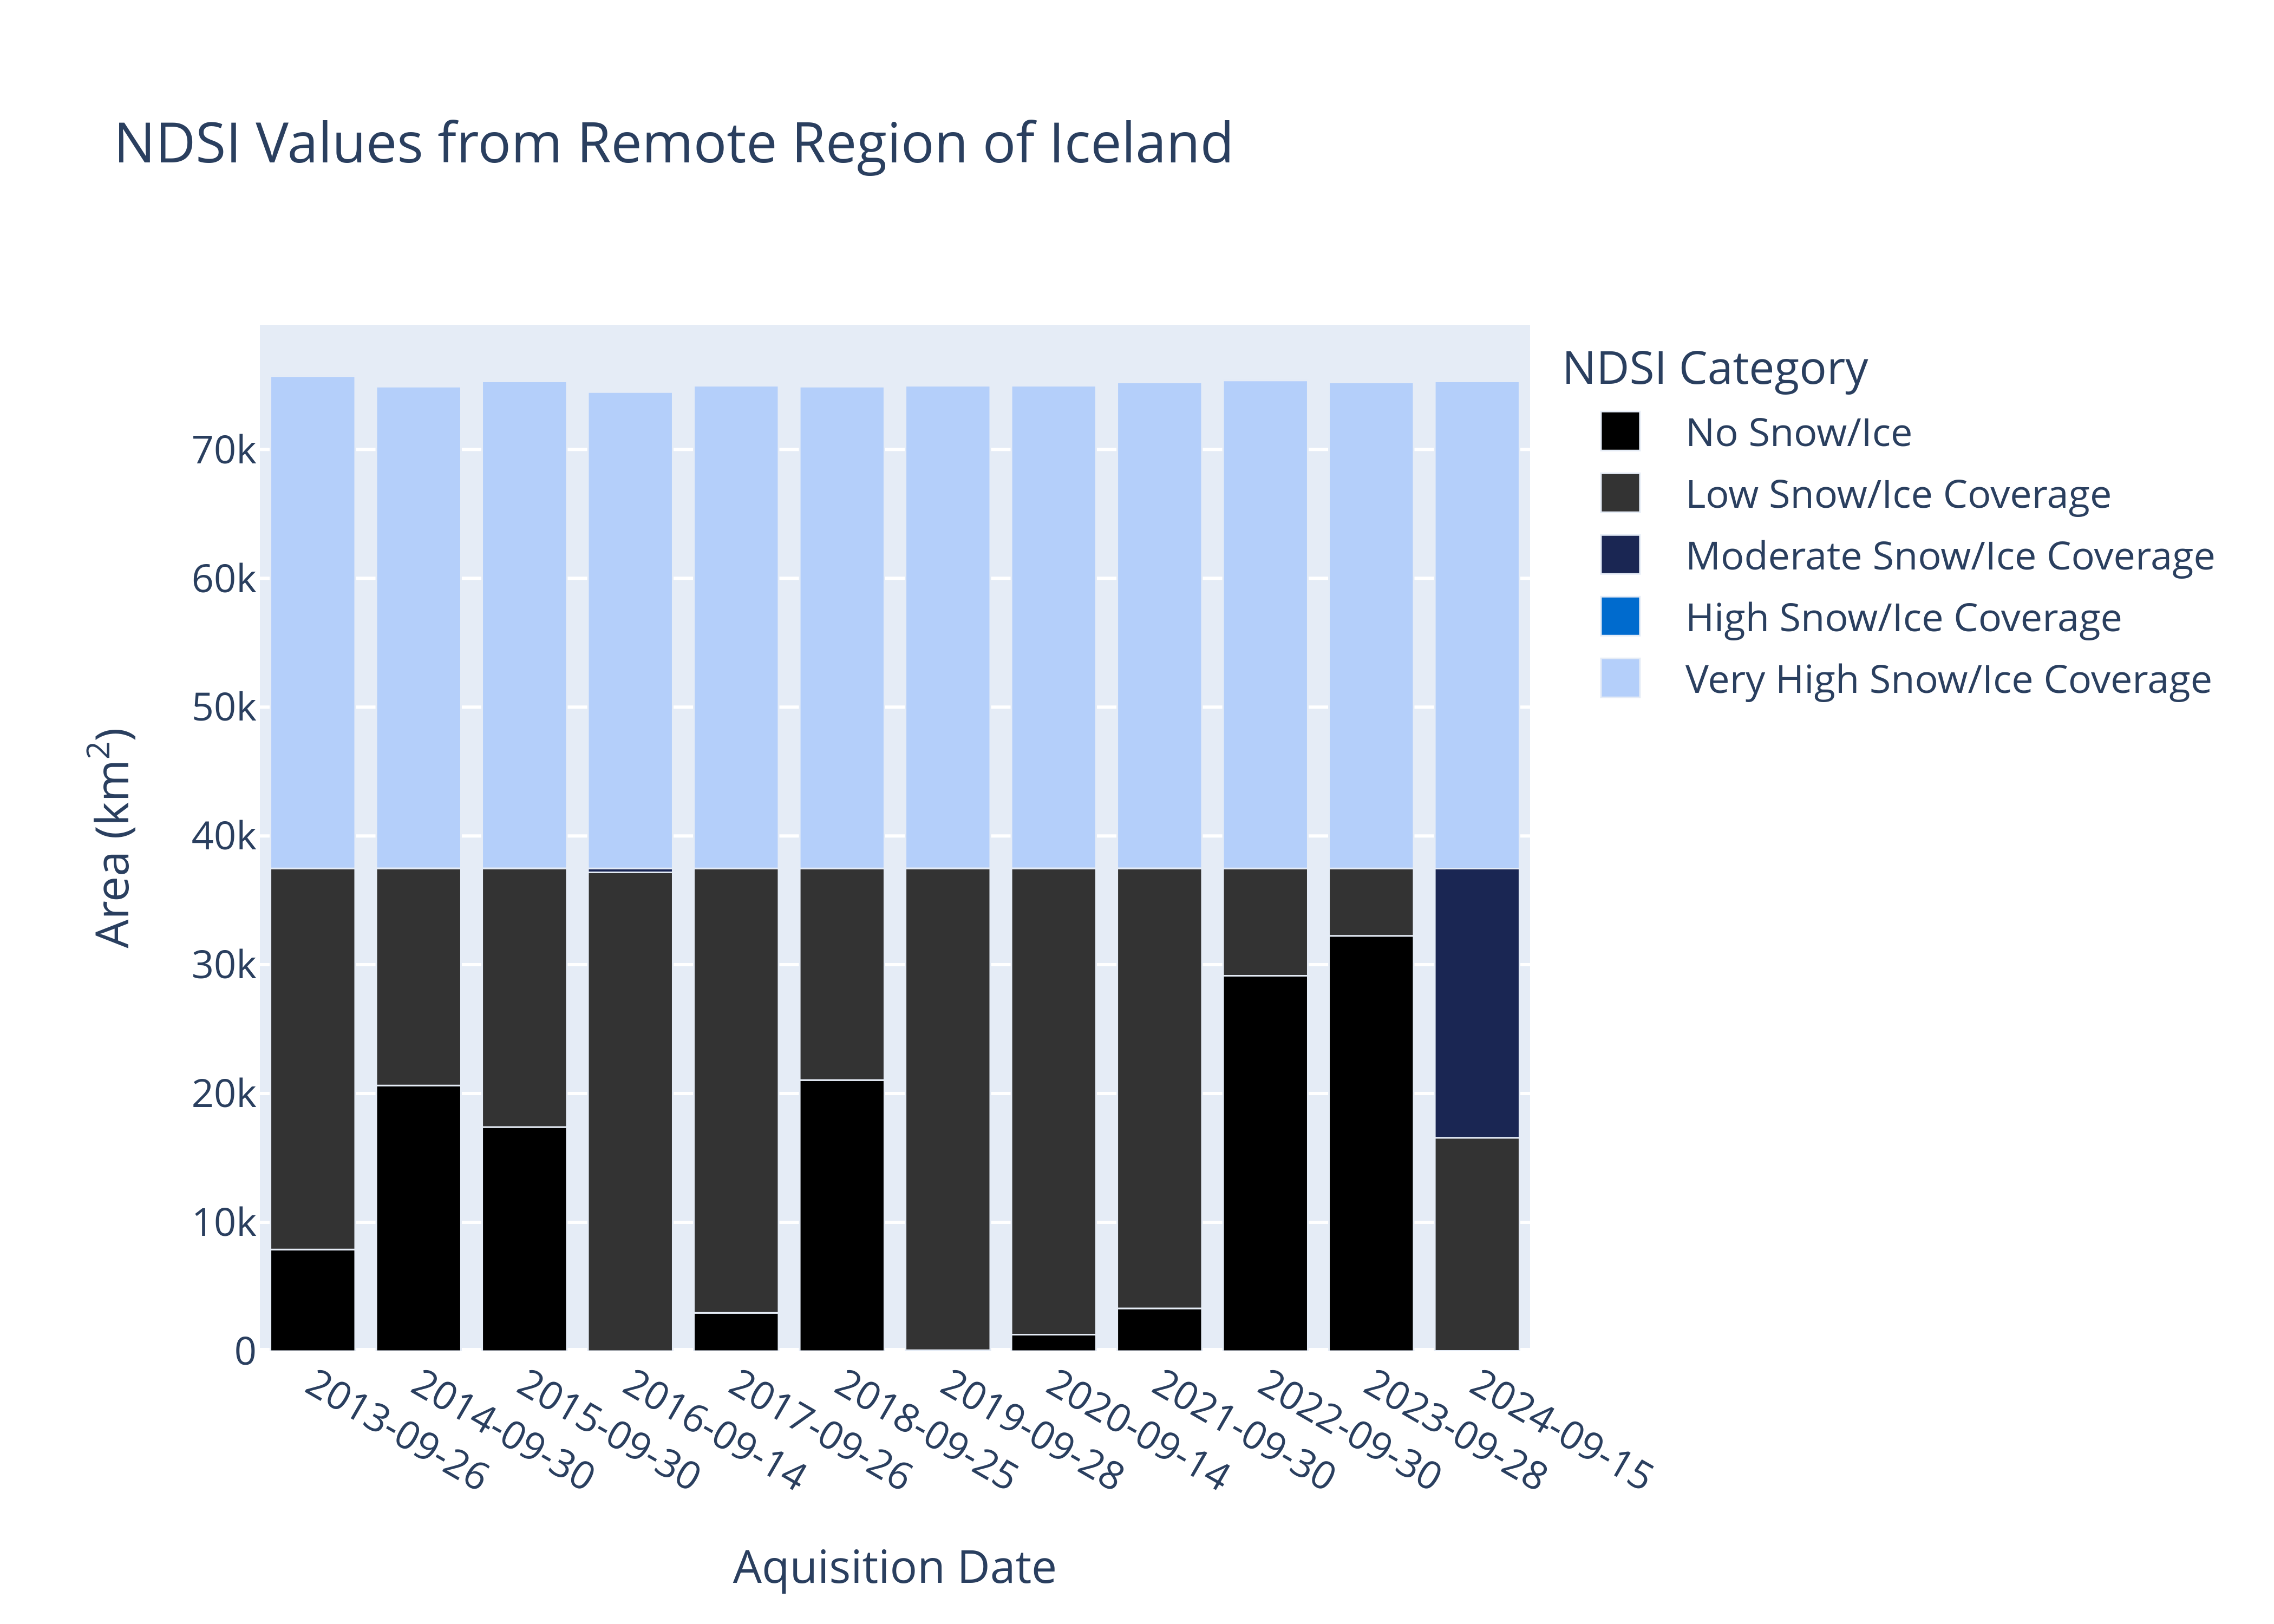 NDSI Values from Remote Region of Iceland
NDSI Category
No Snow/Ice
Low Snow/Ice Coverage
Moderate Snow/Ice Coverage
High Snow/Ice Coverage
Very High Snow/Ice Coverage
Area (km²)
70k
60k
50k
40k
30k
20k
10k
0
2013-09-26
2014-09-30
2015-09-30
2016-09-14
2017-09-26
2018-09-25
2019-09-28
2020-09-14
2021-09-30
2022-09-30
2023-09-28
2024-09-15
Aquisition Date